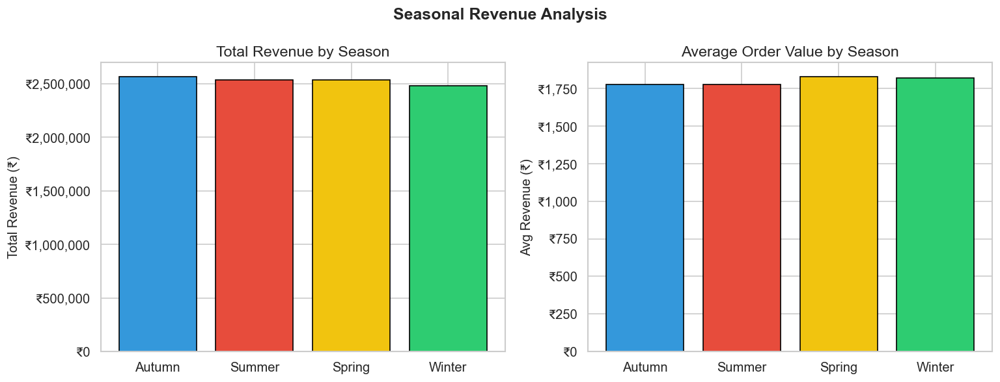 Seasonal Revenue Analysis
Total Revenue by Season
Total Revenue (₹)
₹2,500,000
₹2,000,000
₹1,500,000
₹1,000,000
₹500,000
₹0
Autumn Summer Spring Winter
Average Order Value by Season
Avg Revenue (₹)
₹1,750
₹1,500
₹1,250
₹1,000
₹750
₹500
₹250
₹0
Autumn Summer Spring Winter